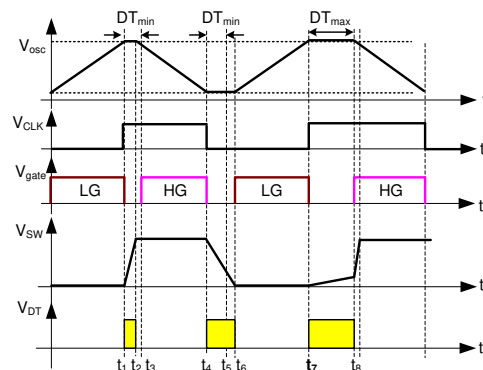 DTmin DTmin DTmax
Vosc
t
VCLK
t
Vgate
LG HG LG HG
t
VSW
t
VDT
t
t1 t2 t3 t4 t5 t6 t7 t8